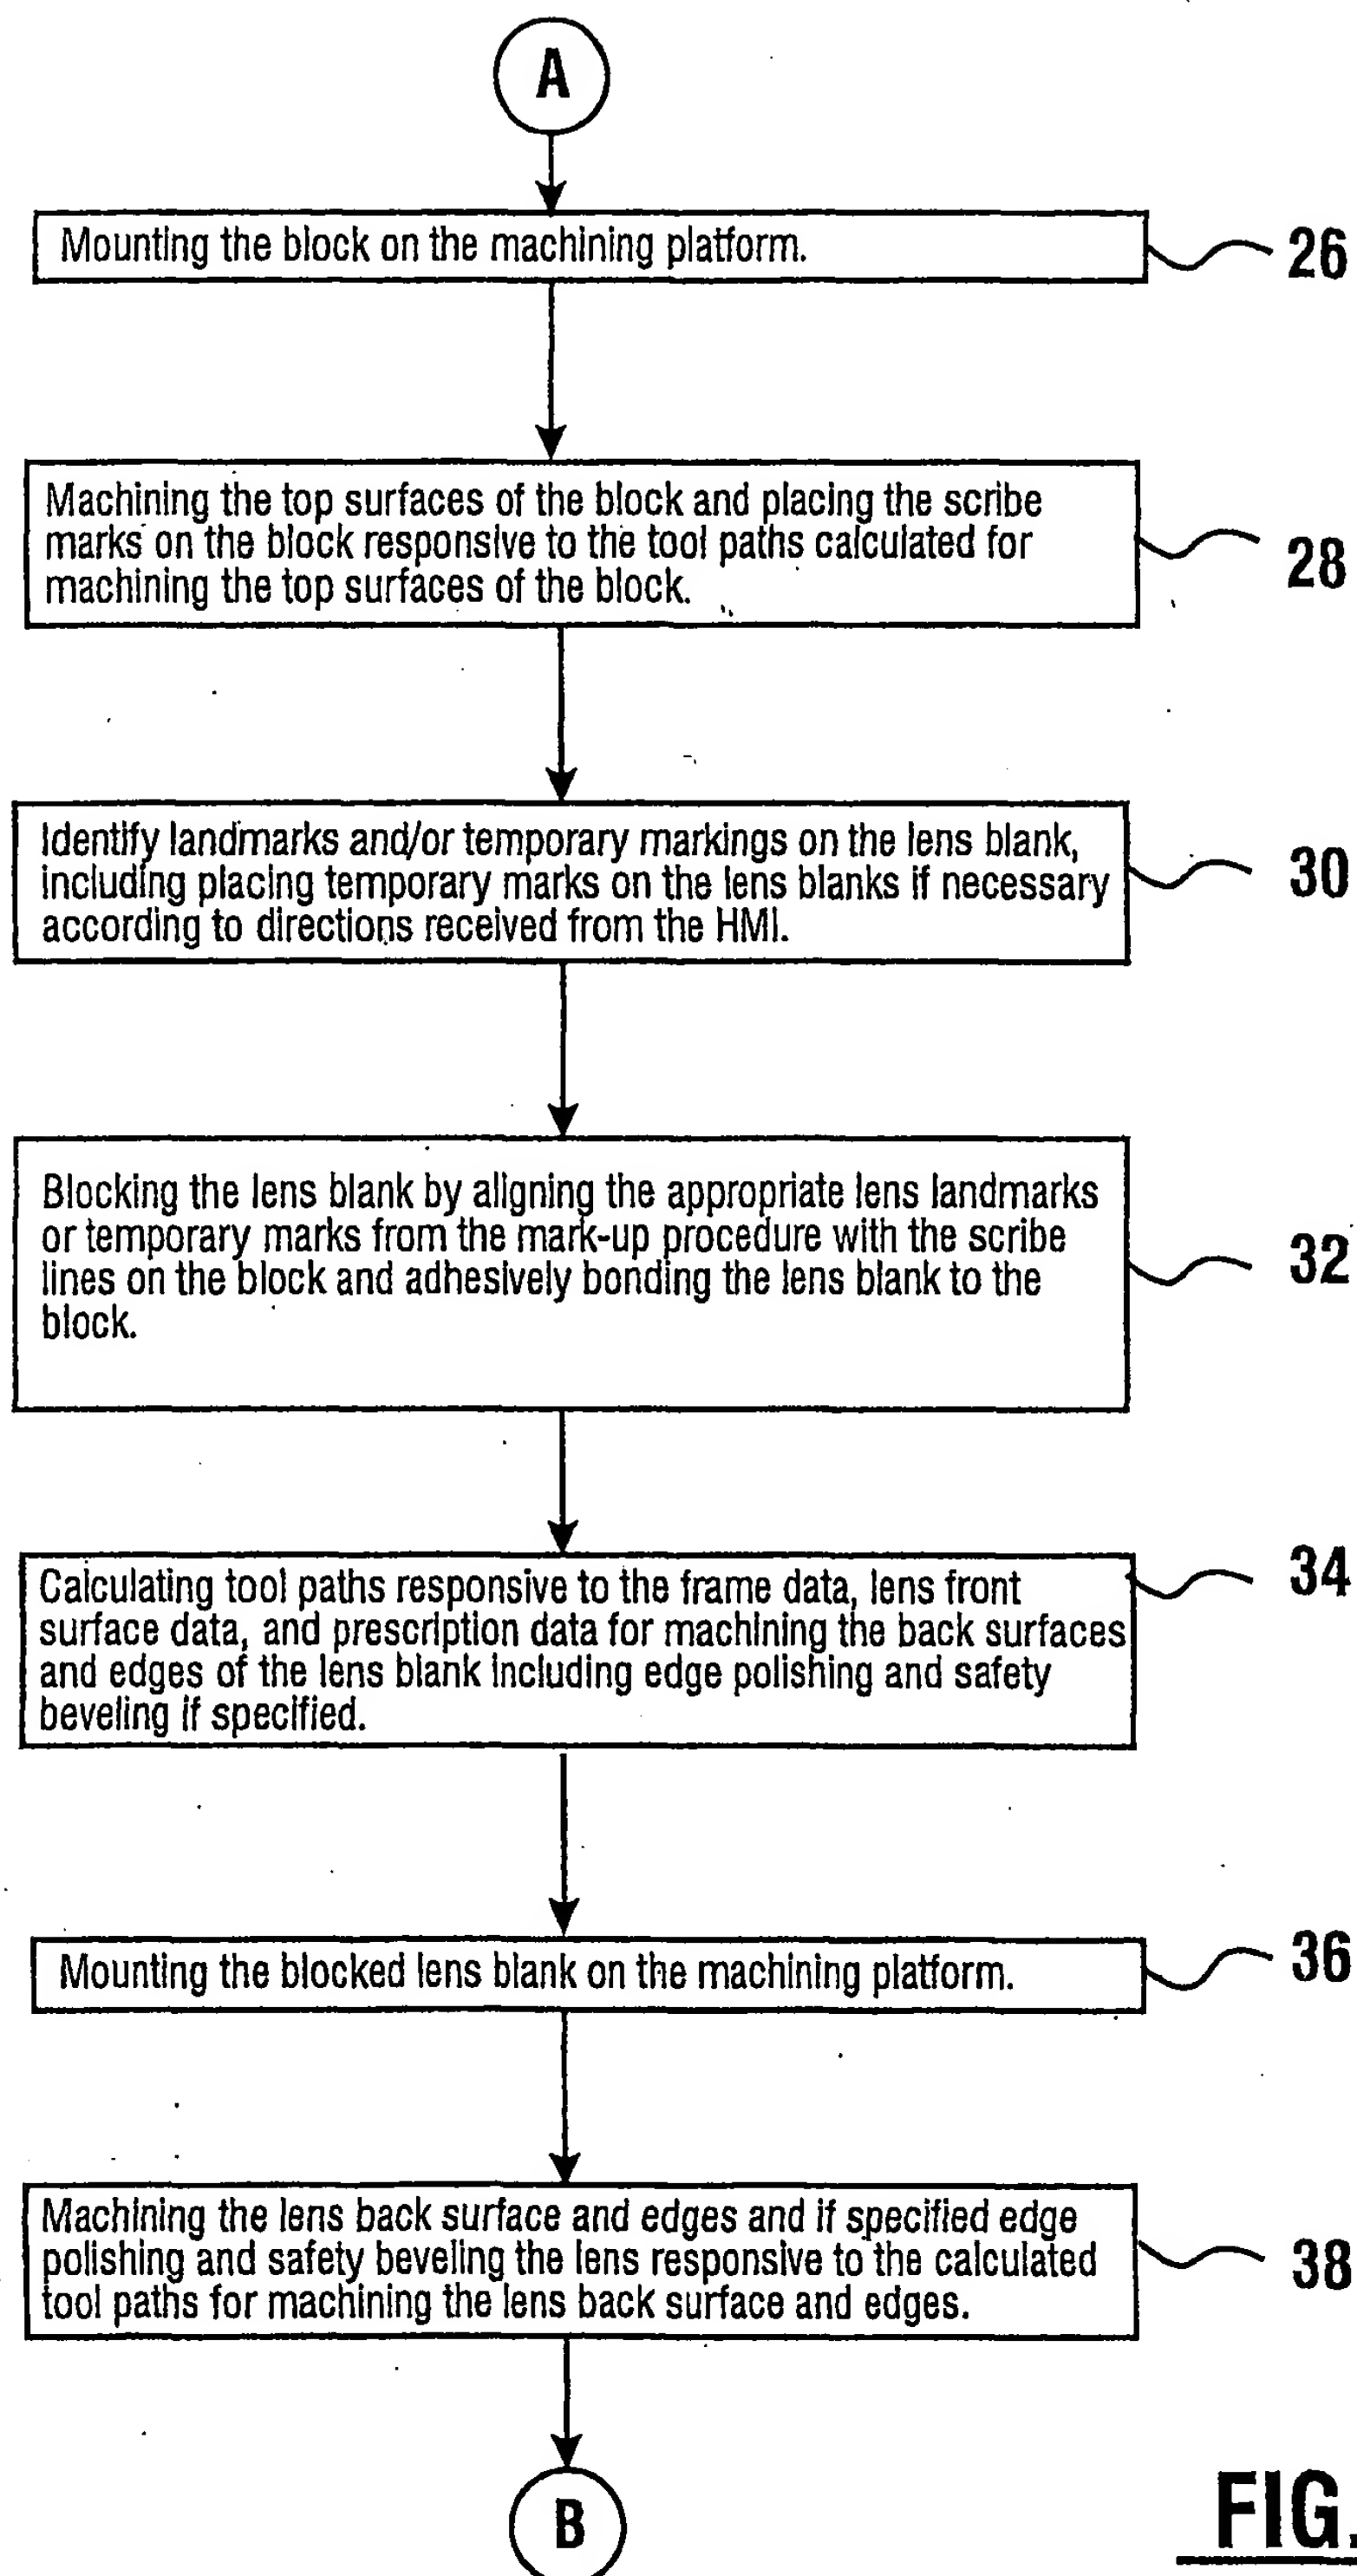 A
Mounting the block on the machining platform.
26
Machining the top surfaces of the block and placing the scribe
marks on the block responsive to the tool paths calculated for
machining the top surfaces of the block.
28
Identify landmarks and/or temporary markings on the lens blank,
including placing temporary marks on the lens blanks if necessary
according to directions received from the HMI.
30
Blocking the lens blank by aligning the appropriate lens landmarks
or temporary marks from the mark-up procedure with the scribe
lines on the block and adhesively bonding the lens blank to the
block.
32
Calculating tool paths responsive to the frame data, lens front
surface data, and prescription data for machining the back surfaces
and edges of the lens blank including edge polishing and safety
beveling if specified.
34
Mounting the blocked lens blank on the machining platform.
36
Machining the lens back surface and edges and if specified edge
polishing and safety beveling the lens responsive to the calculated
tool paths for machining the lens back surface and edges.
38
B
FIG.